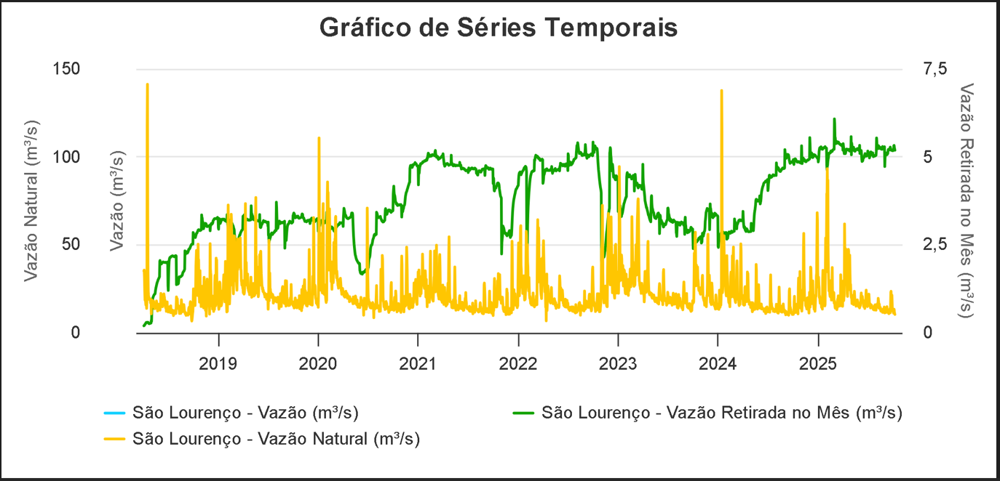 Gráfico de Séries Temporais
150
100
50
0
Vazão Natural (m³/s)
Vazão (m³/s)
7,5
5
2,5
0
Vazão Retirada no Mês (m³/s)
2019 2020 2021 2022 2023 2024 2025
São Lourenço - Vazão (m³/s) São Lourenço - Vazão Retirada no Mês (m³/s)
São Lourenço - Vazão Natural (m³/s)